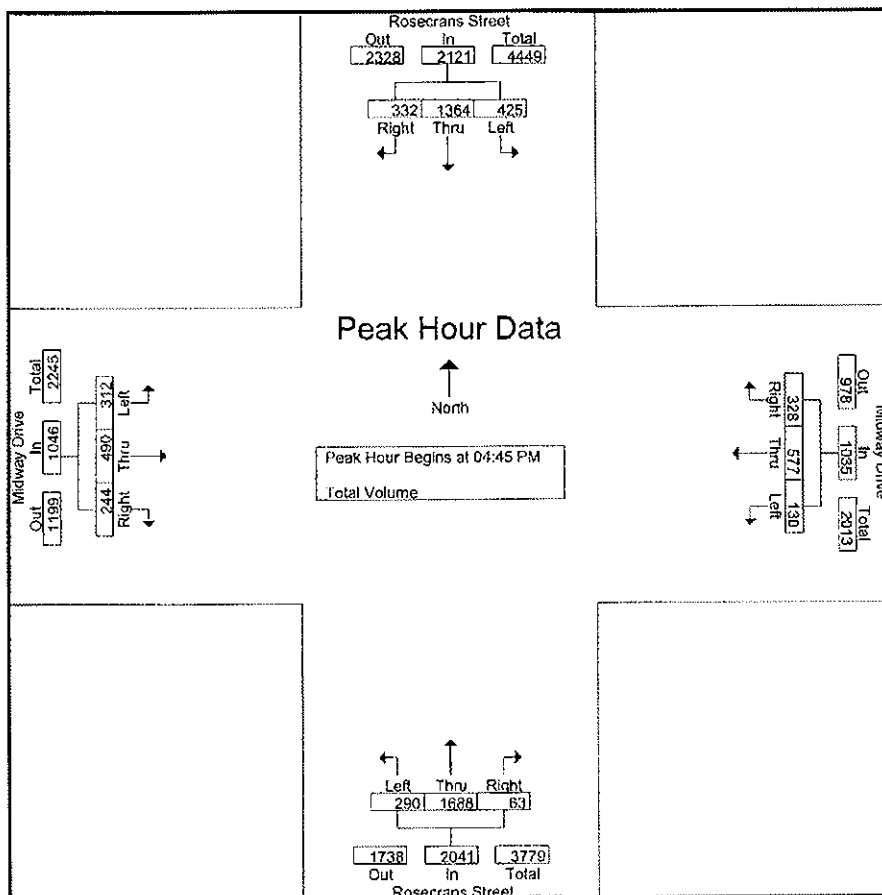 Rosecrans Street
Out In Total
2328 2121 4449
332 1364 425
Right Thru Left
Peak Hour Data
North
Peak Hour Begins at 04:45 PM
Total Volume
Midway Drive
Total In Out
2245 1046 1199
312 490 244
Left Thru Right
328 577 130
Right Thru Left
Out In Total
978 1035 2013
Midway Drive
Left Thru Right
290 1688 63
1738 2041 3779
Out In Total
Rosecrans Street